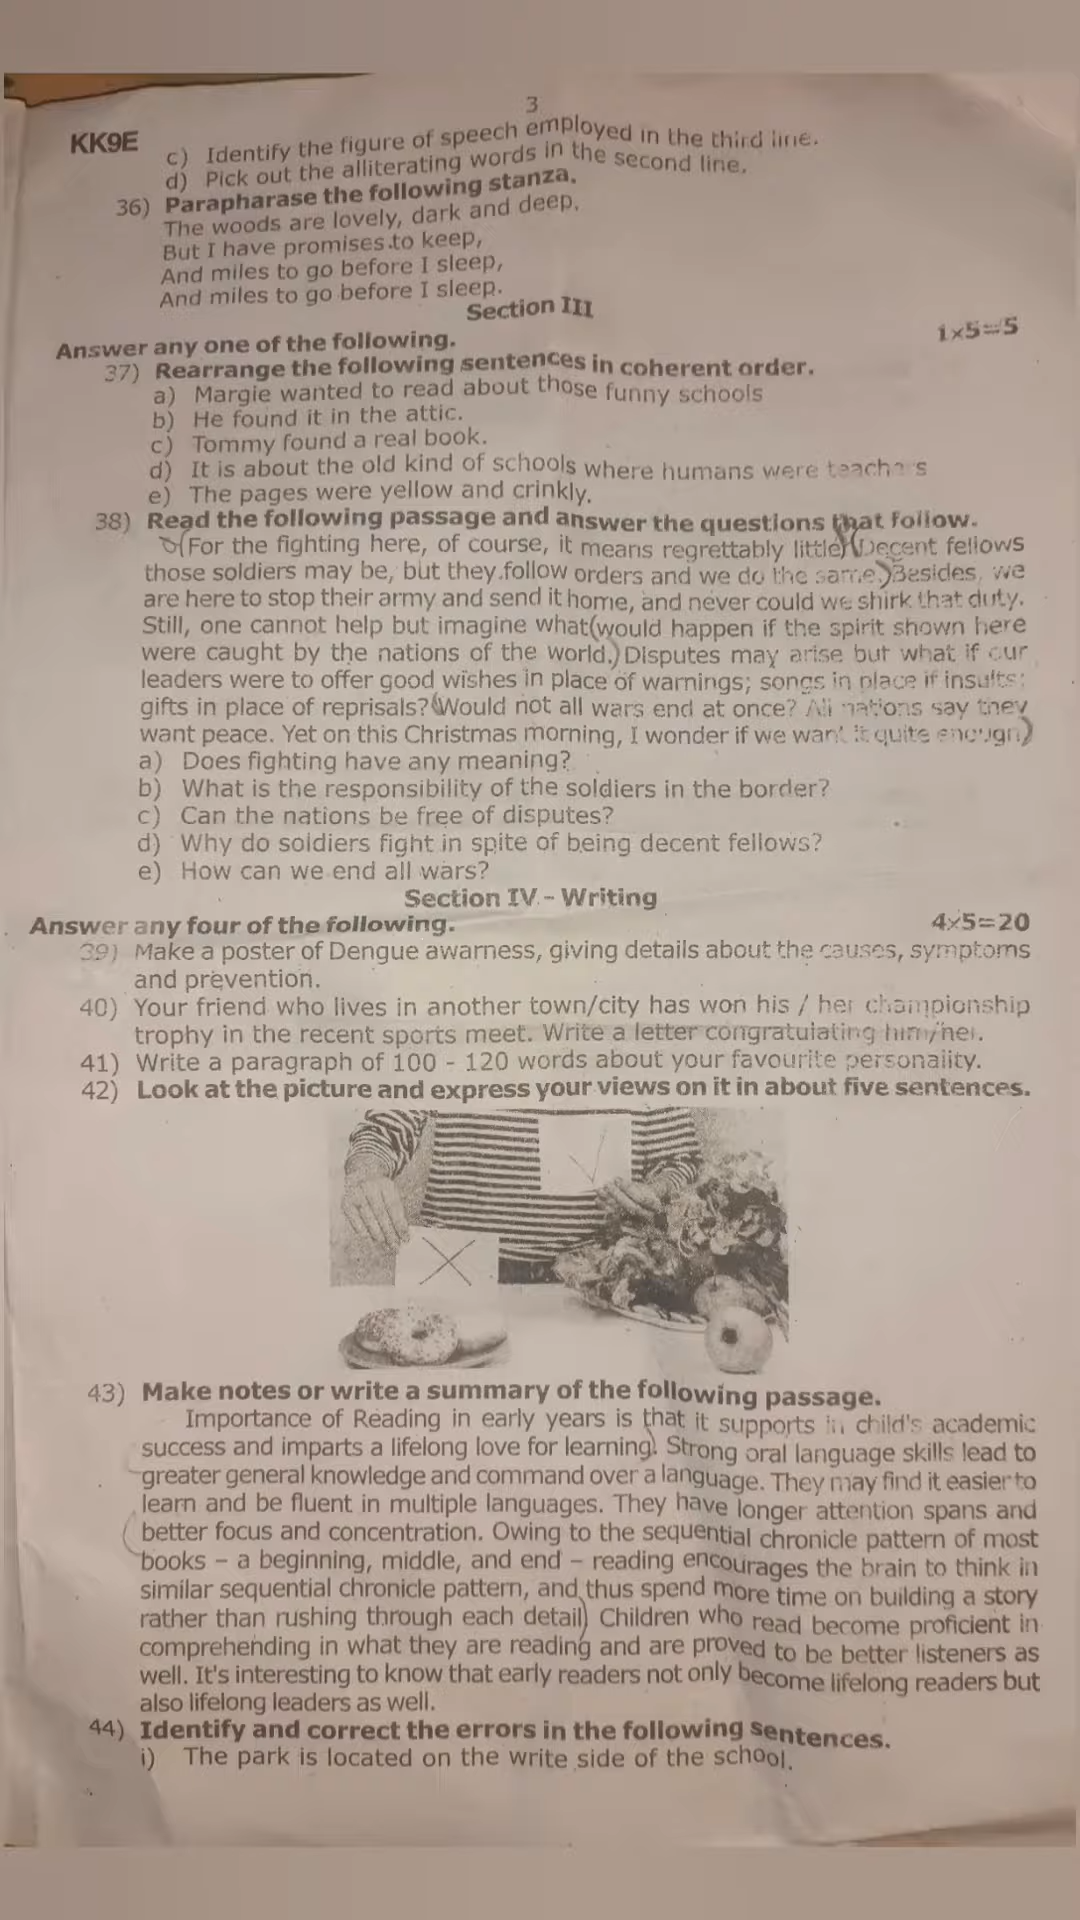 3
KK9E
c) Identify the figure of speech employed in the third line.
d) Pick out the alliterating words in the second line.
36) Parapharase the following stanza.
The woods are lovely, dark and deep.
But I have promises to keep,
And miles to go before I sleep,
And miles to go before I sleep.
Section III
Answer any one of the following. 1×5=5
37) Rearrange the following sentences in coherent order.
a) Margie wanted to read about those funny schools
b) He found it in the attic.
c) Tommy found a real book.
d) It is about the old kind of schools where humans were teachers
e) The pages were yellow and crinkly.
38) Read the following passage and answer the questions that follow.
(For the fighting here, of course, it means regrettably little) (Decent fellows
those soldiers may be, but they follow orders and we do the same.) Besides, we
are here to stop their army and send it home, and never could we shirk that duty.
Still, one cannot help but imagine what (would happen if the spirit shown here
were caught by the nations of the world.) Disputes may arise but what if our
leaders were to offer good wishes in place of warnings; songs in place if insults;
gifts in place of reprisals? (Would not all wars end at once? All nations say they
want peace. Yet on this Christmas morning, I wonder if we want it quite enough)
a) Does fighting have any meaning?
b) What is the responsibility of the soldiers in the border?
c) Can the nations be free of disputes?
d) Why do soldiers fight in spite of being decent fellows?
e) How can we end all wars?
Section IV - Writing
Answer any four of the following. 4×5=20
39) Make a poster of Dengue awarness, giving details about the causes, symptoms
and prevention.
40) Your friend who lives in another town/city has won his / her championship
trophy in the recent sports meet. Write a letter congratulating him/her.
41) Write a paragraph of 100 - 120 words about your favourite personality.
42) Look at the picture and express your views on it in about five sentences.
43) Make notes or write a summary of the following passage.
Importance of Reading in early years is that it supports in child's academic
success and imparts a lifelong love for learning. Strong oral language skills lead to
greater general knowledge and command over a language. They may find it easier to
learn and be fluent in multiple languages. They have longer attention spans and
(better focus and concentration. Owing to the sequential chronicle pattern of most
books – a beginning, middle, and end – reading encourages the brain to think in
similar sequential chronicle pattern, and thus spend more time on building a story
rather than rushing through each detail) Children who read become proficient in
comprehending in what they are reading and are proved to be better listeners as
well. It's interesting to know that early readers not only become lifelong readers but
also lifelong leaders as well.
44) Identify and correct the errors in the following sentences.
i) The park is located on the write side of the school.